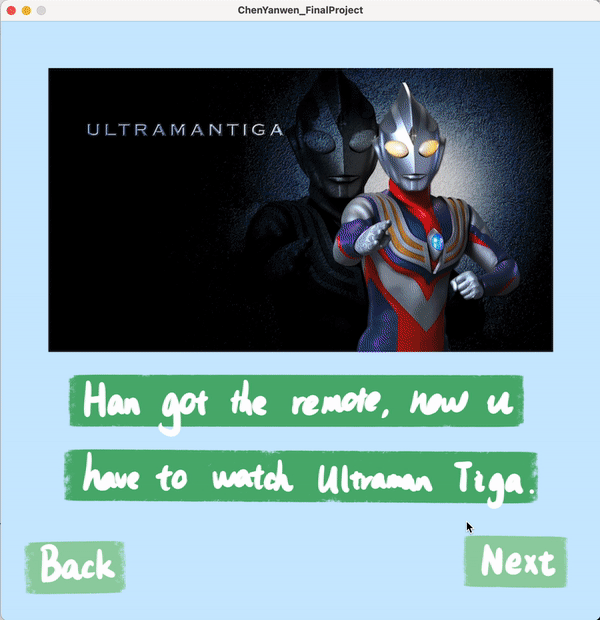 ChenYanwen_FinalProject
ULTRAMANTIGA
Han got the remote, now u
have to watch Ultraman Tiga.
Back
Next